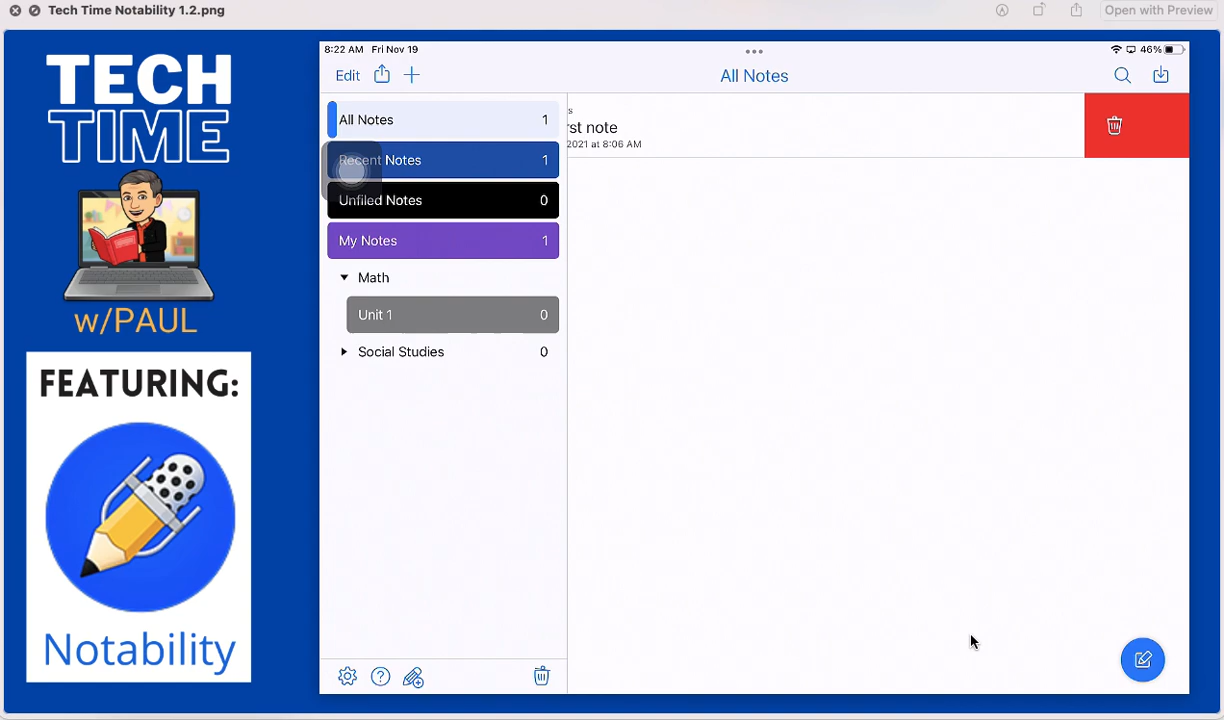 Tech Time Notability 1.2.png
Open with Preview
TECH
TIME
w/PAUL
FEATURING:
Notability
8:22 AM Fri Nov 19
46%
Edit
All Notes
All Notes 1
Recent Notes 1
Unfiled Notes 0
My Notes 1
Math
Unit 1 0
Social Studies 0
s
rst note
2021 at 8:06 AM